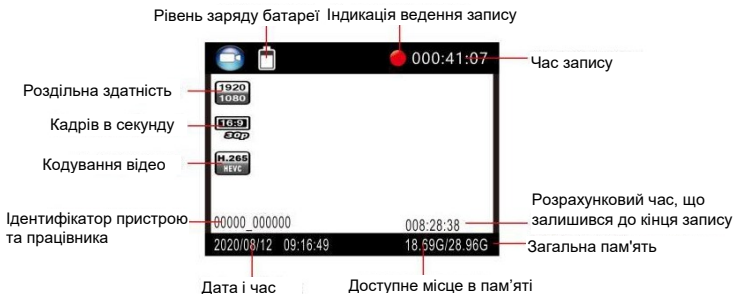 Рівень заряду батареї Індикація ведення запису
000:41:07
Час запису
Роздільна здатність
1920
1080
Кадрів в секунду
16:9
30p
Кодування відео
H.265
HEVC
Ідентифікатор пристрою
та працівника
00000_000000
008:28:38
Розрахунковий час, що
залишився до кінця запису
2020/08/12 09:16:49
18.69G/28.96G
Загальна пам'ять
Дата і час
Доступне місце в пам’яті